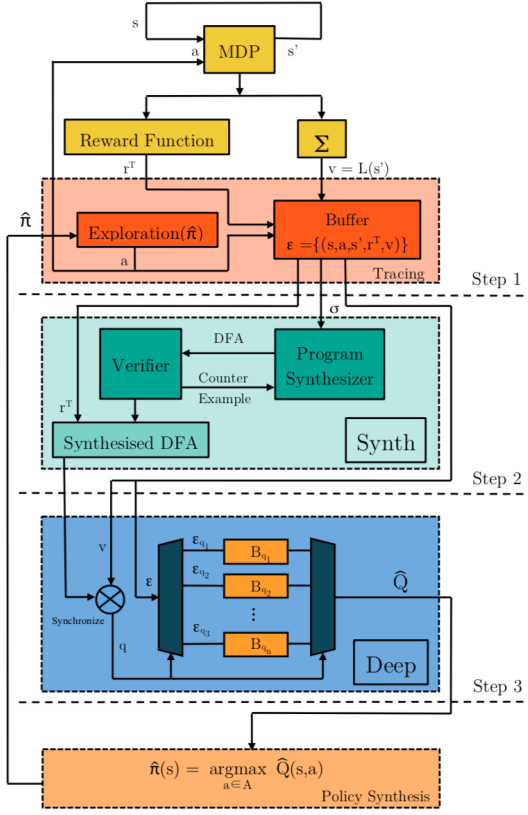 s
a
MDP
s'
Reward Function
Σ
r^T
v = L(s')
π̂
Exploration(π̂)
a
Buffer
ε ={(s,a,s',r^T,v)}
Tracing
Step 1
σ
Verifier
DFA
Program
Synthesizer
Counter
Example
r^T
Synthesised DFA
Synth
Step 2
v
ε
Synchronize
q
ε_q₁
B_q₁
ε_q₂
B_q₂
⋮
ε_q₃
B_qₙ
Q̂
Deep
Step 3
π̂(s) = argmax Q̂(s,a)
a∈A
Policy Synthesis